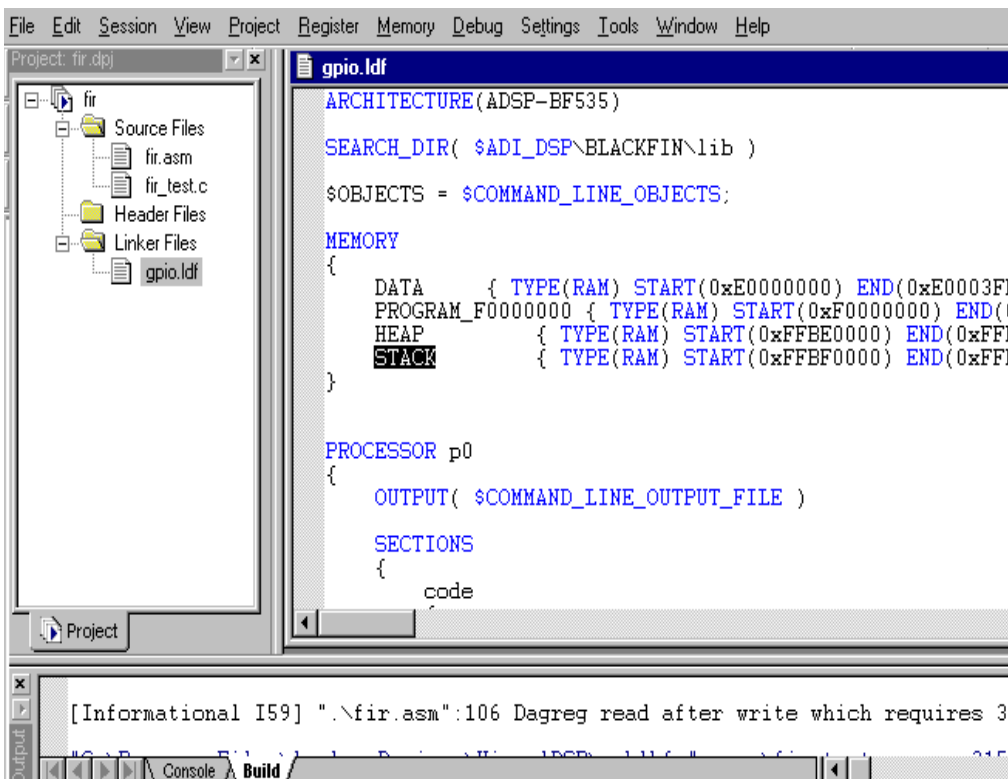 File Edit Session View Project Register Memory Debug Settings Tools Window Help
Project: fir.dpj
fir
Source Files
fir.asm
fir_test.c
Header Files
Linker Files
gpio.ldf
Project
gpio.ldf
ARCHITECTURE(ADSP-BF535)
SEARCH_DIR( $ADI_DSP\BLACKFIN\lib )
$OBJECTS = $COMMAND_LINE_OBJECTS;
MEMORY
{
DATA { TYPE(RAM) START(0xE0000000) END(0xE0003F
PROGRAM_F0000000 { TYPE(RAM) START(0xF0000000) END(
HEAP { TYPE(RAM) START(0xFFBE0000) END(0xFF
STACK { TYPE(RAM) START(0xFFBF0000) END(0xFF
}
PROCESSOR p0
{
OUTPUT( $COMMAND_LINE_OUTPUT_FILE )
SECTIONS
{
code
Output
[Informational I59] ".\fir.asm":106 Dagreg read after write which requires 3
Console Build